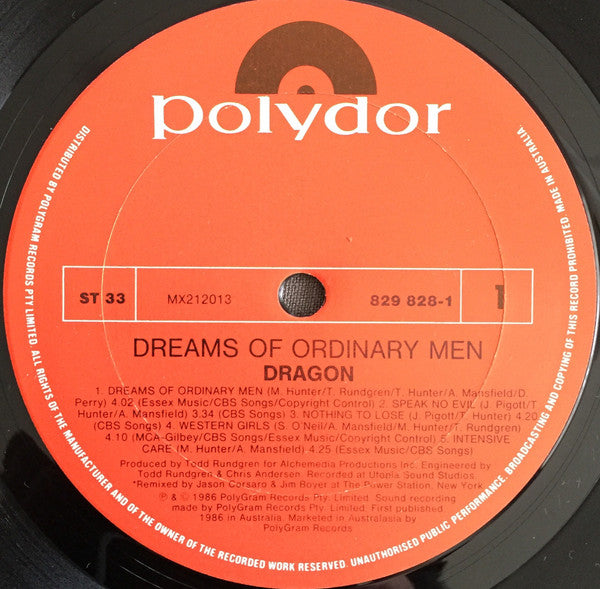 polydor
ST 33
MX212013
829 828-1
1
DREAMS OF ORDINARY MEN
DRAGON
1. DREAMS OF ORDINARY MEN (M. Hunter/T. Rundgren/T. Hunter/A. Mansfield/D.
Perry) 4.02 (Essex Music/CBS Songs/Copyright Control) 2. SPEAK NO EVIL (J. Pigott/T.
Hunter/A. Mansfield) 3.34 (CBS Songs) 3. NOTHING TO LOSE (J. Pigott/T. Hunter) 4.20
(CBS Songs) 4. WESTERN GIRLS (S. O'Neil/A. Mansfield/M. Hunter/T. Rundgren)
4.10 (MCA-Gilbey/CBS Songs/Essex Music/Copyright Control) 5. INTENSIVE
CARE (M. Hunter/A. Mansfield) 4.25 (Essex Music/CBS Songs)
Produced by Todd Rundgren for Alchemedia Productions Inc. Engineered by
Todd Rundgren & Chris Andersen. Recorded at Utopia Sound Studios.
*Remixed by Jason Corsaro & Jim Boyer at The Power Station, New York.
℗ & © 1986 PolyGram Records Pty. Limited. Sound recording
made by PolyGram Records Pty. Limited. First published
1986 in Australia. Marketed in Australasia by
PolyGram Records
DISTRIBUTED BY POLYGRAM RECORDS PTY. LIMITED. ALL RIGHTS OF THE MANUFACTURER AND OF THE OWNER OF THE RECORDED WORK RESERVED. UNAUTHORISED PUBLIC PERFORMANCE, BROADCASTING AND COPYING OF THIS RECORD PROHIBITED. MADE IN AUSTRALIA